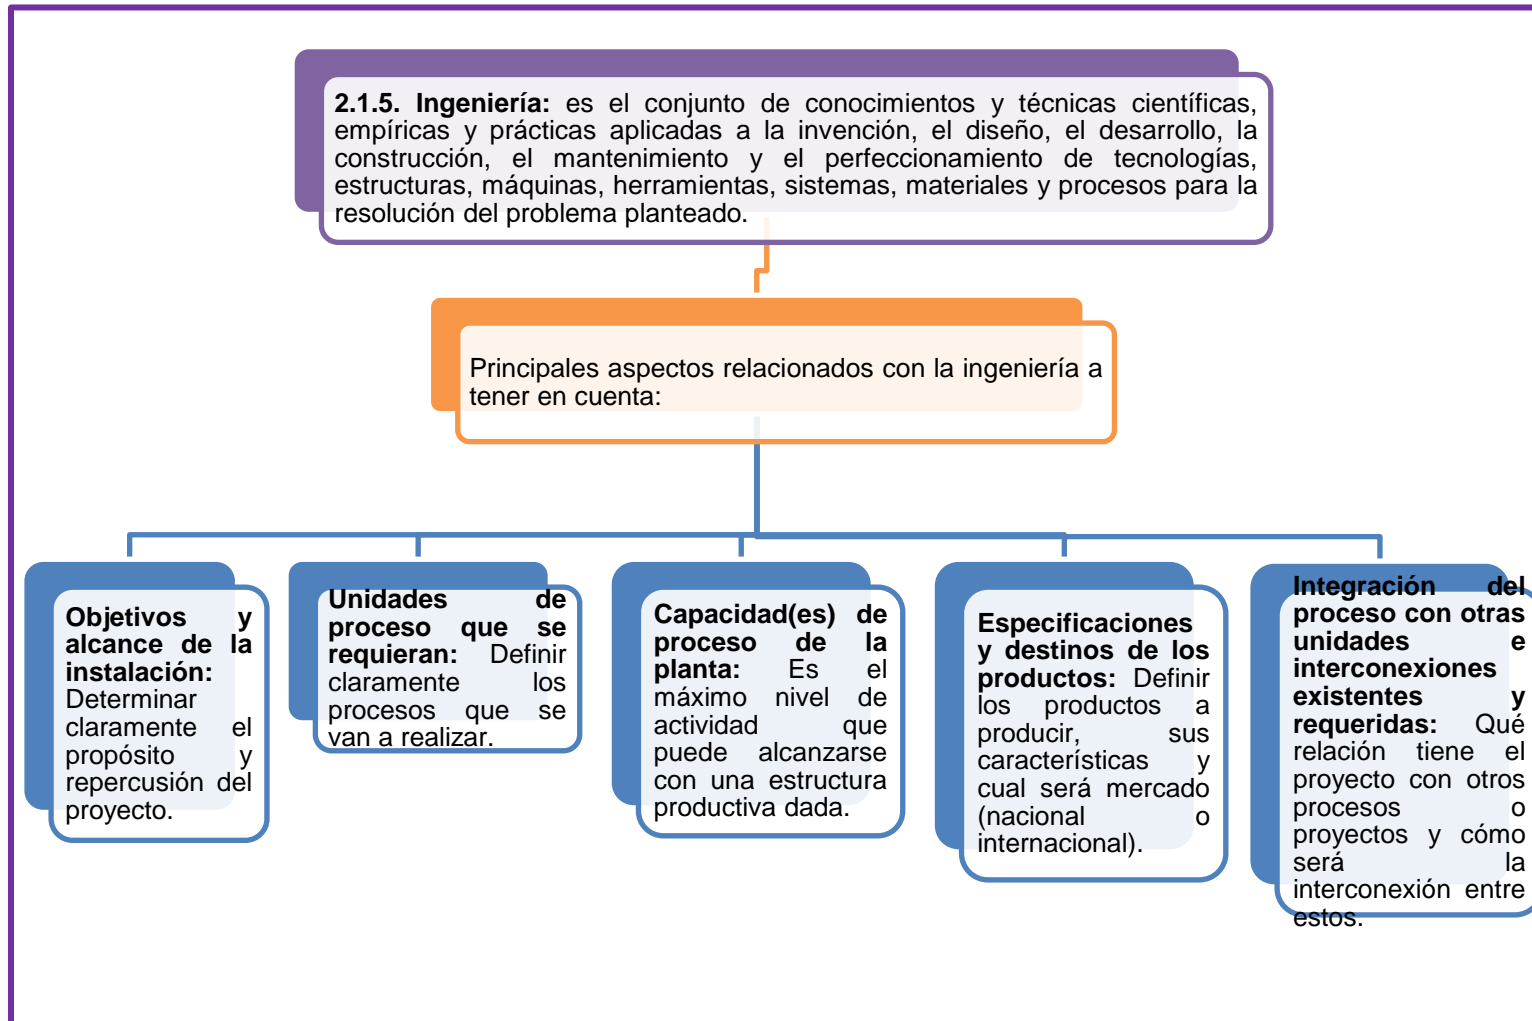 2.1.5. Ingeniería: es el conjunto de conocimientos y técnicas científicas,
empíricas y prácticas aplicadas a la invención, el diseño, el desarrollo, la
construcción, el mantenimiento y el perfeccionamiento de tecnologías,
estructuras, máquinas, herramientas, sistemas, materiales y procesos para la
resolución del problema planteado.
Principales aspectos relacionados con la ingeniería a
tener en cuenta:
Objetivos y
alcance de la
instalación:
Determinar
claramente el
propósito y
repercusión del
proyecto.
Unidades de
proceso que se
requieran: Definir
claramente los
procesos que se
van a realizar.
Capacidad(es) de
proceso de la
planta: Es el
máximo nivel de
actividad que
puede alcanzarse
con una estructura
productiva dada.
Especificaciones
y destinos de los
productos: Definir
los productos a
producir, sus
características y
cual será mercado
(nacional o
internacional).
Integración del
proceso con otras
unidades e
interconexiones
existentes y
requeridas: Qué
relación tiene el
proyecto con otros
procesos o
proyectos y cómo
será la
interconexión entre
estos.